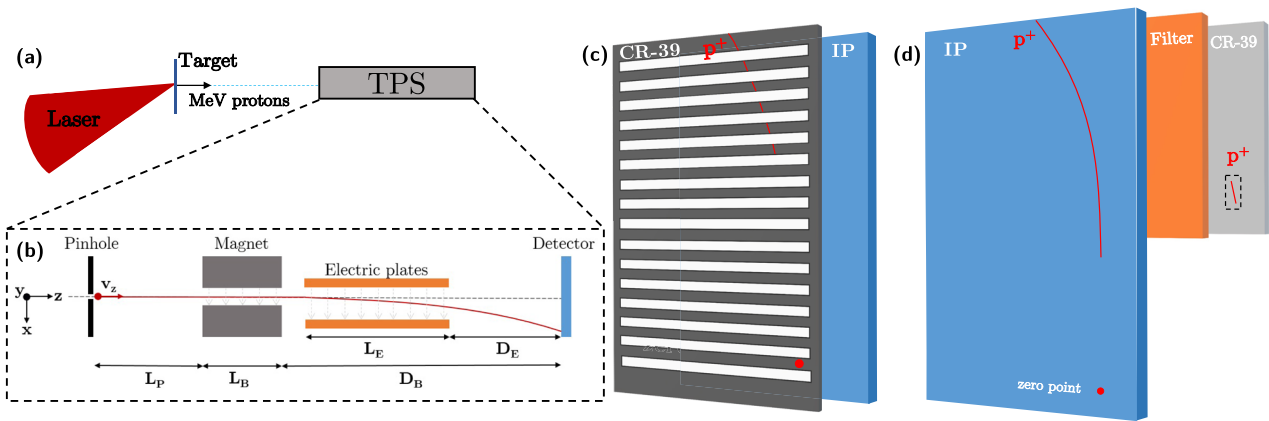 (a)
Target
MeV protons
Laser
TPS
(b)
Pinhole
Magnet
Detector
Electric plates
y
z
x
v_z
L_E
D_E
L_P
L_B
D_B
(c)
CR-39
p⁺
IP
(d)
IP
p⁺
Filter
CR-39
p⁺
zero point